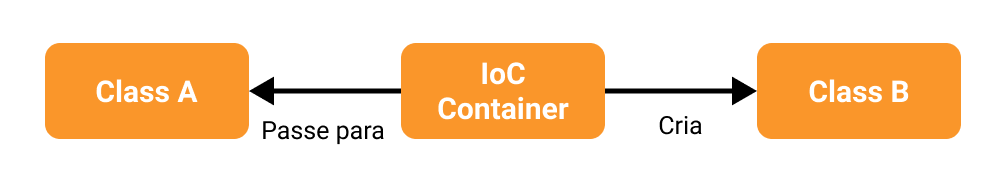 Class A
IoC
Container
Class B
Passe para
Cria